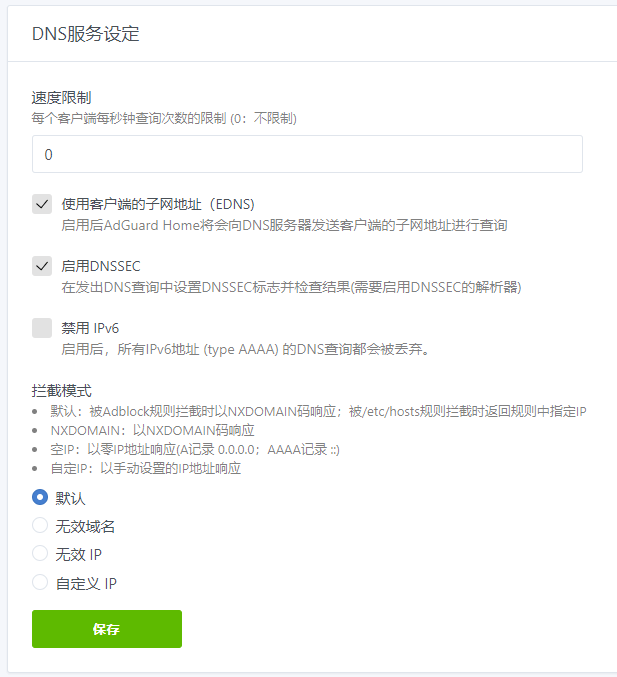 DNS服务设定
速度限制
每个客户端每秒钟查询次数的限制 (0：不限制)
0
使用客户端的子网地址（EDNS)
启用后AdGuard Home将会向DNS服务器发送客户端的子网地址进行查询
启用DNSSEC
在发出DNS查询中设置DNSSEC标志并检查结果(需要启用DNSSEC的解析器)
禁用 IPv6
启用后，所有IPv6地址 (type AAAA) 的DNS查询都会被丢弃。
拦截模式
• 默认：被Adblock规则拦截时以NXDOMAIN码响应；被/etc/hosts规则拦截时返回规则中指定IP
• NXDOMAIN：以NXDOMAIN码响应
• 空IP：以零IP地址响应(A记录 0.0.0.0；AAAA记录 ::)
• 自定IP：以手动设置的IP地址响应
默认
无效域名
无效 IP
自定义 IP
保存